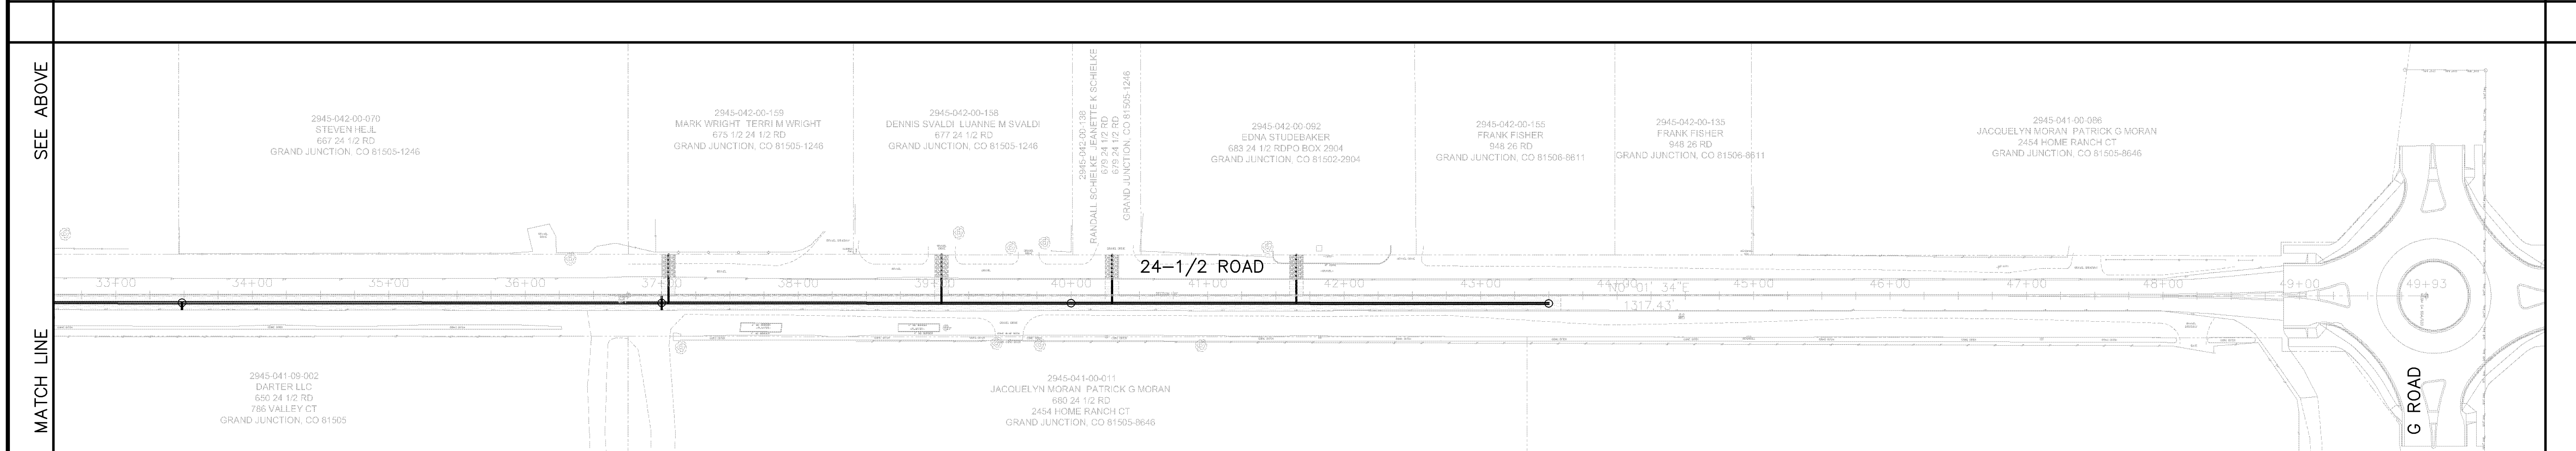 SEE ABOVE
MATCH LINE
2945-042-00-070
STEVEN HEJL
667 24 1/2 RD
GRAND JUNCTION, CO 81505-1246
2945-042-00-159
MARK WRIGHT TERRI M WRIGHT
675 1/2 24 1/2 RD
GRAND JUNCTION, CO 81505-1246
2945-042-00-158
DENNIS SVALDI LUANNE M SVALDI
677 24 1/2 RD
GRAND JUNCTION, CO 81505-1246
2945-042-00-138
RANDALL SCHIELKE JEANETTE K SCHIELKE
679 24 1/2 RD
679 24 1/2 RD
GRAND JUNCTION, CO 81505-1246
2945-042-00-092
EDNA STUDEBAKER
683 24 1/2 RDPO BOX 2904
GRAND JUNCTION, CO 81502-2904
2945-042-00-155
FRANK FISHER
948 26 RD
GRAND JUNCTION, CO 81506-8611
2945-042-00-135
FRANK FISHER
948 26 RD
GRAND JUNCTION, CO 81506-8611
2945-041-00-086
JACQUELYN MORAN PATRICK G MORAN
2454 HOME RANCH CT
GRAND JUNCTION, CO 81505-8646
24-1/2 ROAD
33+00 34+00 35+00 36+00 37+00 38+00 39+00 40+00 41+00 42+00 43+00 44+00 45+00 46+00 47+00 48+00 49+00 49+93
N0°01'34"E
1317.43'
2945-041-09-002
DARTER LLC
650 24 1/2 RD
786 VALLEY CT
GRAND JUNCTION, CO 81505
2945-041-00-011
JACQUELYN MORAN PATRICK G MORAN
680 24 1/2 RD
2454 HOME RANCH CT
GRAND JUNCTION, CO 81505-8646
G ROAD